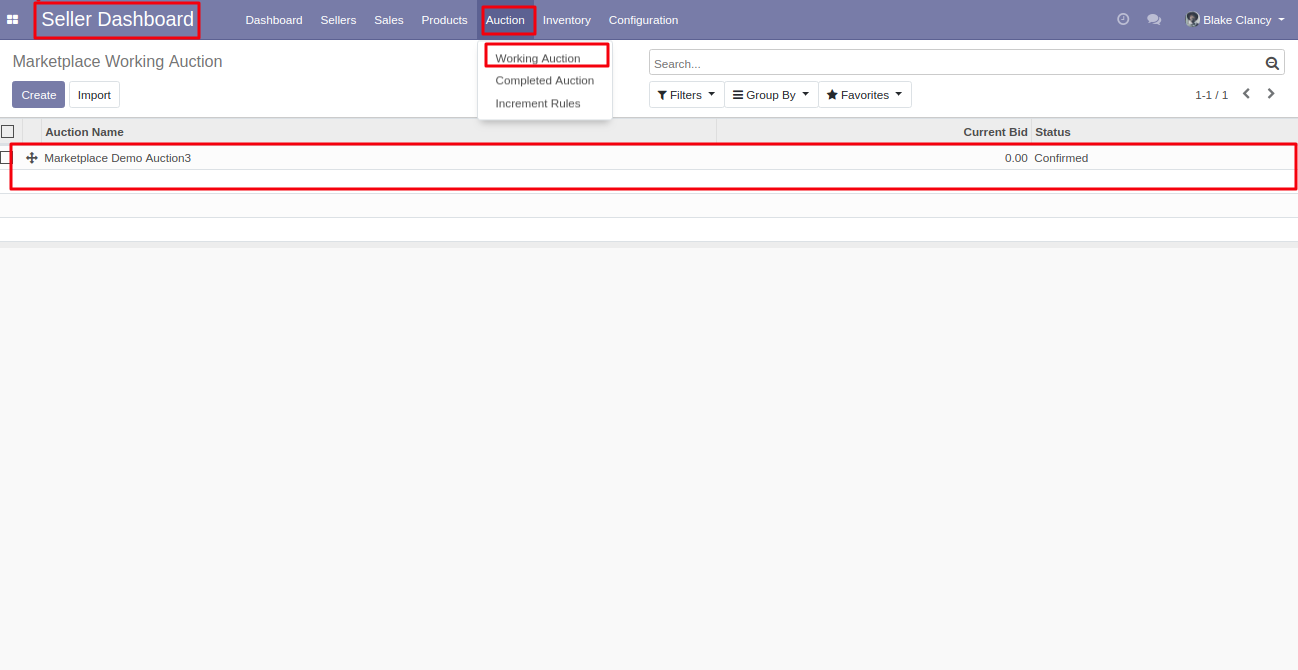 Seller Dashboard Dashboard Sellers Sales Products Auction Inventory Configuration Blake Clancy
Marketplace Working Auction
Working Auction
Completed Auction
Increment Rules
Search...
Create Import
Filters Group By Favorites 1-1 / 1
Auction Name Current Bid Status
Marketplace Demo Auction3 0.00 Confirmed